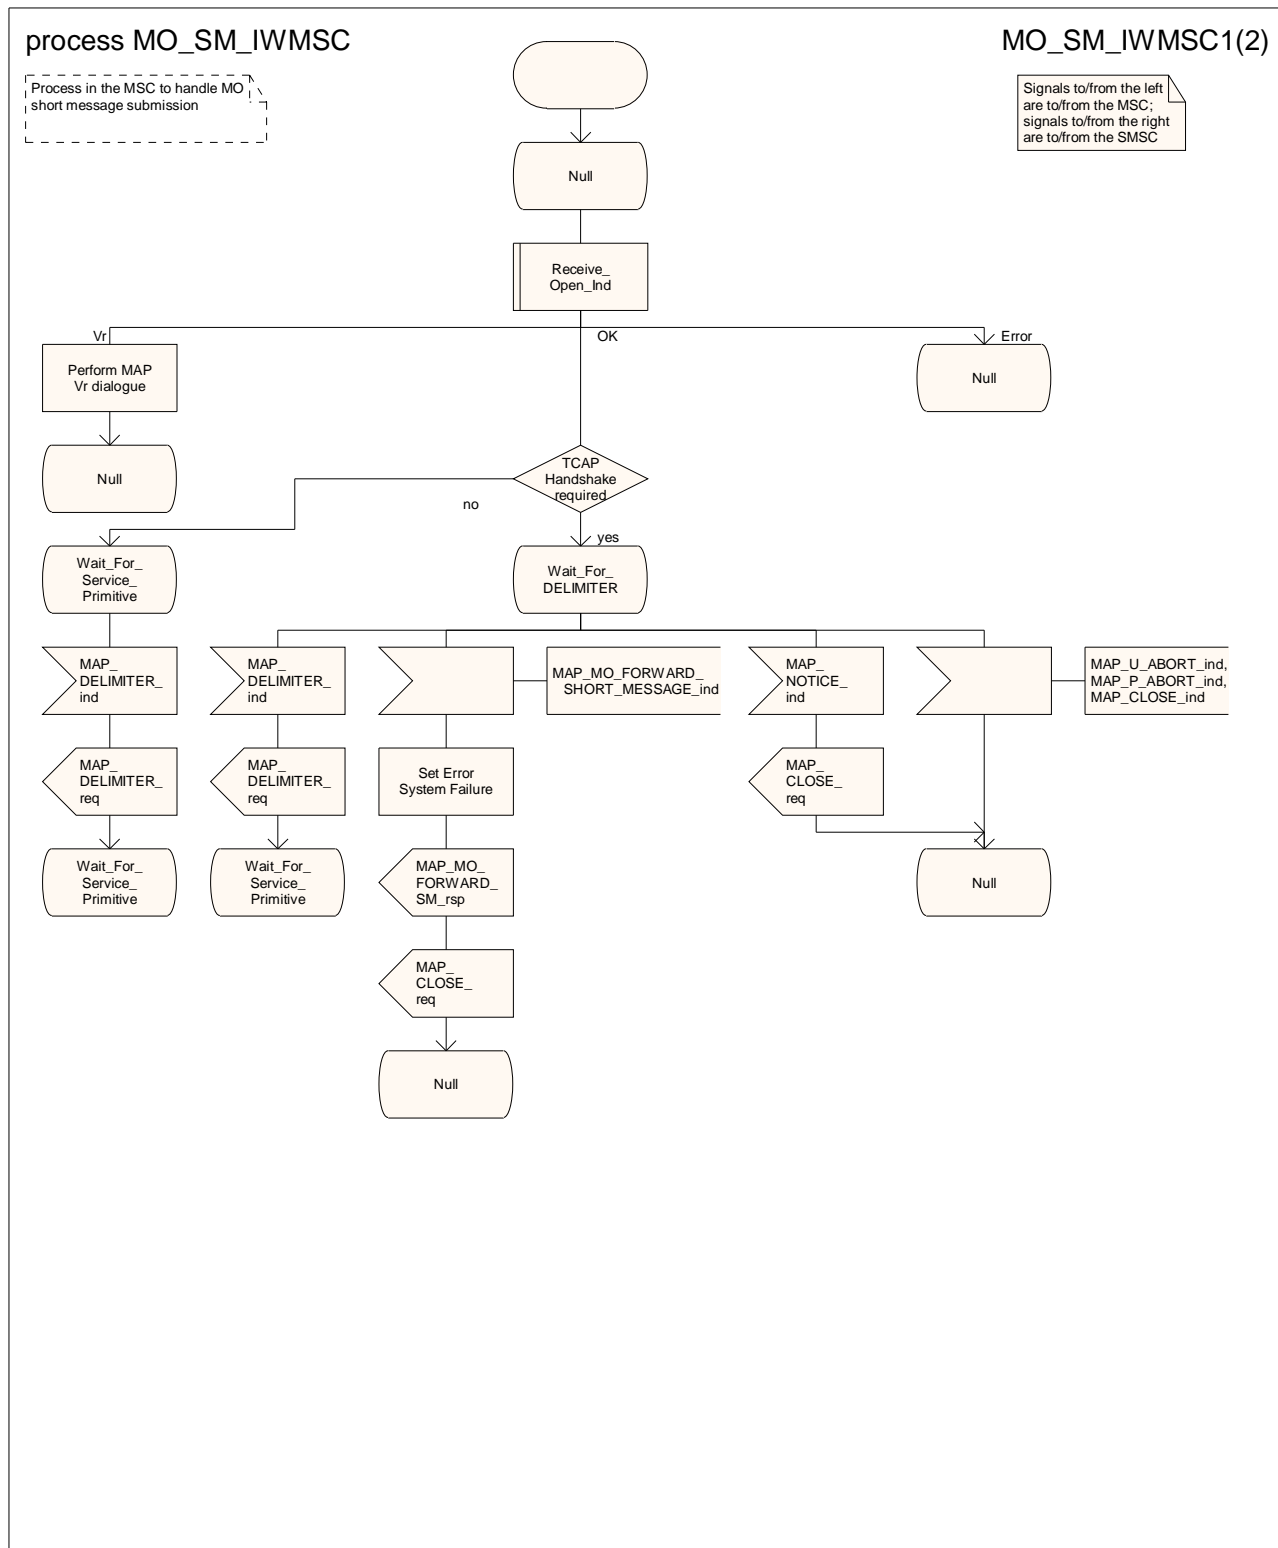 process MO_SM_IWMSC
MO_SM_IWMSC1(2)
Process in the MSC to handle MO
short message submission
Signals to/from the left
are to/from the MSC;
signals to/from the right
are to/from the SMSC
Null
Receive_
Open_Ind
Vr
OK
Error
Perform MAP
Vr dialogue
Null
Null
TCAP
Handshake
required
no
yes
Wait_For_
Service_
Primitive
Wait_For_
DELIMITER
MAP_
DELIMITER_
ind
MAP_
DELIMITER_
ind
MAP_MO_FORWARD_
SHORT_MESSAGE_ind
MAP_
NOTICE_
ind
MAP_U_ABORT_ind,
MAP_P_ABORT_ind,
MAP_CLOSE_ind
MAP_
DELIMITER_
req
MAP_
DELIMITER_
req
Set Error
System Failure
MAP_
CLOSE_
req
Wait_For_
Service_
Primitive
Wait_For_
Service_
Primitive
MAP_MO_
FORWARD_
SM_rsp
Null
MAP_
CLOSE_
req
Null